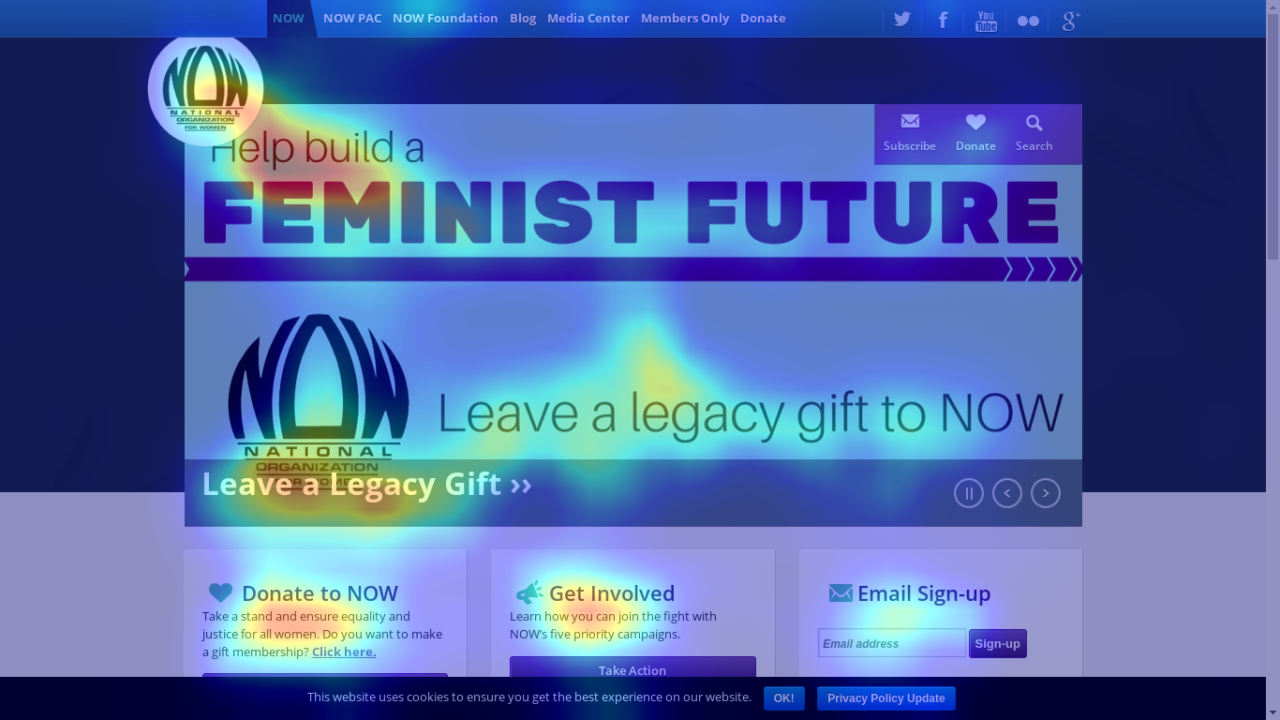 NOW NOW PAC NOW Foundation Blog Media Center Members Only Donate
You
Tube
g+
NOW
NATIONAL
ORGANIZATION
FOR WOMEN
Subscribe Donate Search
Help build a
FEMINIST FUTURE
NOW
NATIONAL
ORGANIZATION
FOR WOMEN
Leave a legacy gift to NOW
Leave a Legacy Gift ››
Donate to NOW
Take a stand and ensure equality and
justice for all women. Do you want to make
a gift membership? Click here.
Get Involved
Learn how you can join the fight with
NOW's five priority campaigns.
Take Action
Email Sign-up
Email address Sign-up
This website uses cookies to ensure you get the best experience on our website. OK! Privacy Policy Update